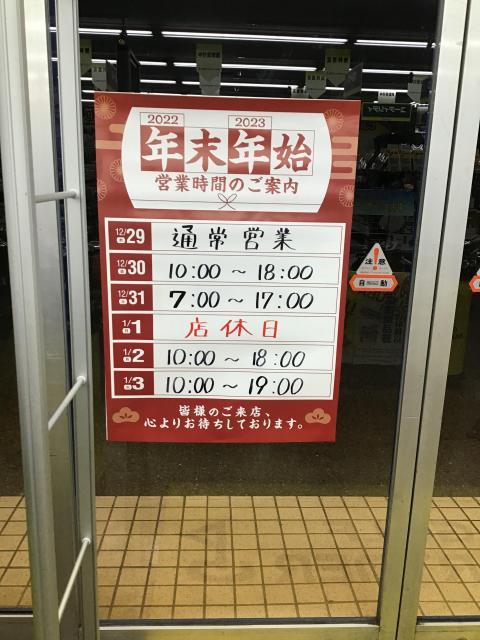 2022 2023
年末年始
営業時間のご案内
12/29 通常営業
12/30 10:00～18:00
12/31 7:00～17:00
1/1 店休日
1/2 10:00～18:00
1/3 10:00～19:00
皆様のご来店、
心よりお待ちしております。
注意
自動